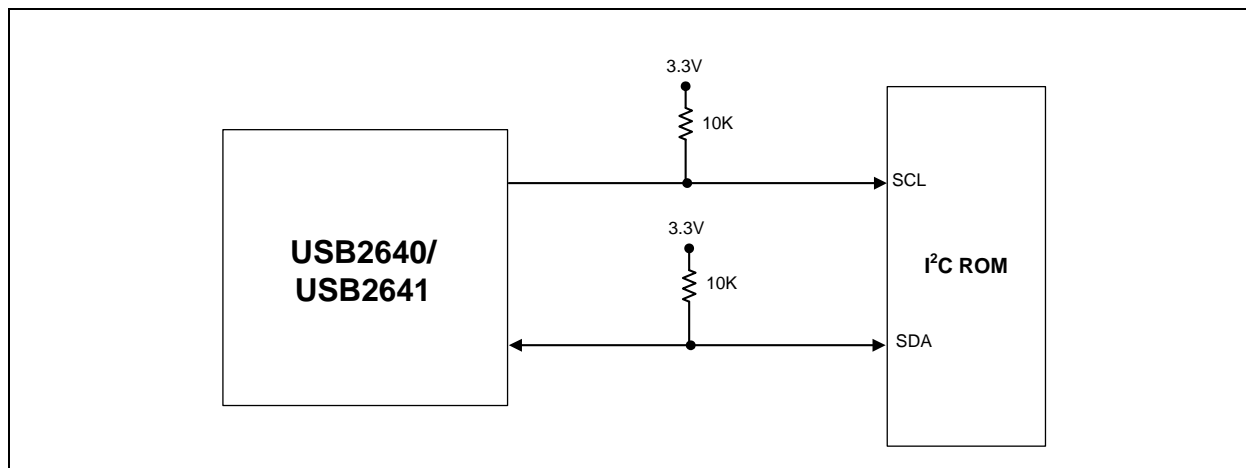 3.3V
10K
SCL
USB2640/
USB2641
3.3V
10K
I²C ROM
SDA